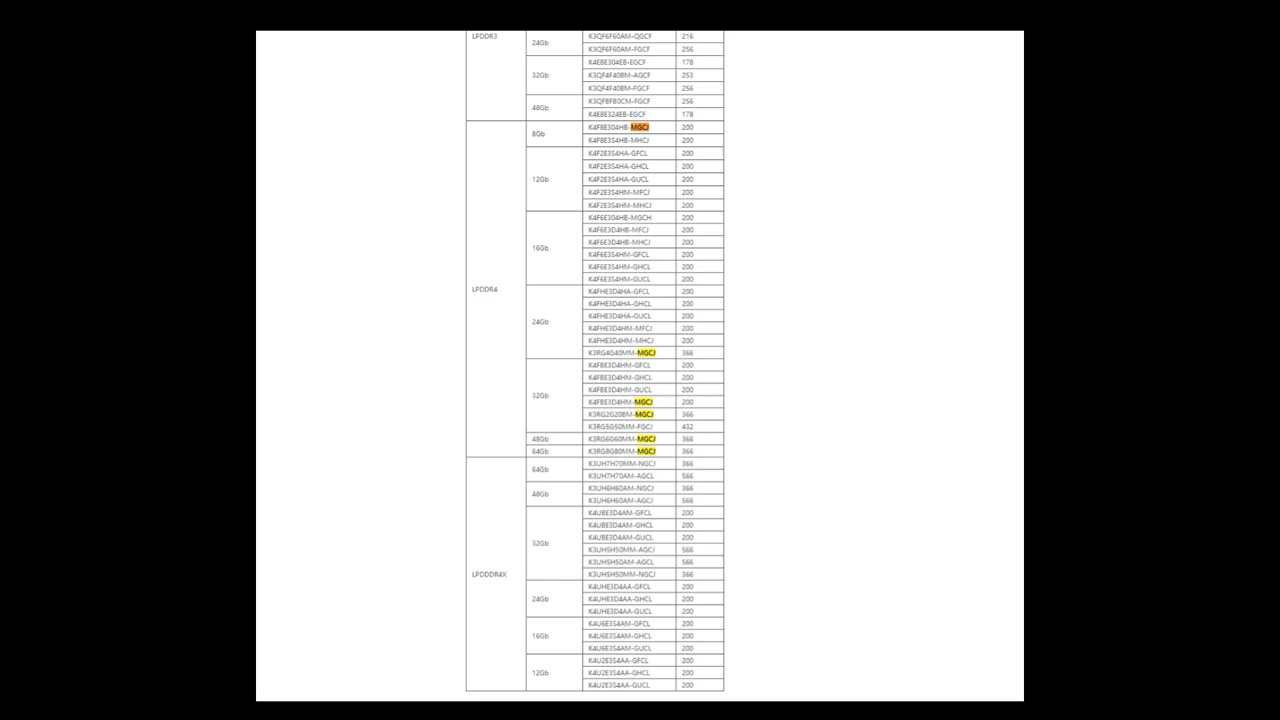 LPDDR3
24Gb
K3QF6F60AM-QGCF 216
K3QF6F60AM-FGCF 256
32Gb
K4E8E304EB-EGCF 178
K3QF4F40BM-AGCF 253
K3QF4F40BM-FGCF 256
48Gb
K3QFBFB0CM-FGCF 256
K4E8E324EB-EGCF 178
LPDDR4
8Gb
K4F8E304HB-MGCJ 200
K4F8E3S4HB-MHCJ 200
12Gb
K4F2E3S4HA-GFCL 200
K4F2E3S4HA-GHCL 200
K4F2E3S4HA-GUCL 200
K4F2E3S4HM-MFCJ 200
K4F2E3S4HM-MHCJ 200
16Gb
K4F6E304HB-MGCH 200
K4F6E3D4HB-MFCJ 200
K4F6E3D4HB-MHCJ 200
K4F6E3S4HM-GFCL 200
K4F6E3S4HM-GHCL 200
K4F6E3S4HM-GUCL 200
24Gb
K4FHE3D4HA-GFCL 200
K4FHE3D4HA-GHCL 200
K4FHE3D4HA-GUCL 200
K4FHE3D4HM-MFCJ 200
K4FHE3D4HM-MHCJ 200
K3RG4G40MM-MGCJ 366
32Gb
K4FBE3D4HM-GFCL 200
K4FBE3D4HM-GHCL 200
K4FBE3D4HM-GUCL 200
K4FBE3D4HM-MGCJ 200
K3RG2G20BM-MGCJ 366
K3RG5G50MM-FGCJ 432
48Gb K3RG6G60MM-MGCJ 366
64Gb K3RG8G80MM-MGCJ 366
LPDDDR4X
64Gb
K3UH7H70MM-NGCJ 366
K3UH7H70AM-AGCL 566
48Gb
K3UH6H60AM-NGCJ 366
K3UH6H60AM-AGCJ 566
32Gb
K4UBE3D4AM-GFCL 200
K4UBE3D4AM-GHCL 200
K4UBE3D4AM-GUCL 200
K3UH5H50MM-AGCJ 566
K3UH5H50AM-AGCL 566
K3UH5H50MM-NGCJ 366
24Gb
K4UHE3D4AA-GFCL 200
K4UHE3D4AA-GHCL 200
K4UHE3D4AA-GUCL 200
16Gb
K4U6E3S4AM-GFCL 200
K4U6E3S4AM-GHCL 200
K4U6E3S4AM-GUCL 200
12Gb
K4U2E3S4AA-GFCL 200
K4U2E3S4AA-GHCL 200
K4U2E3S4AA-GUCL 200